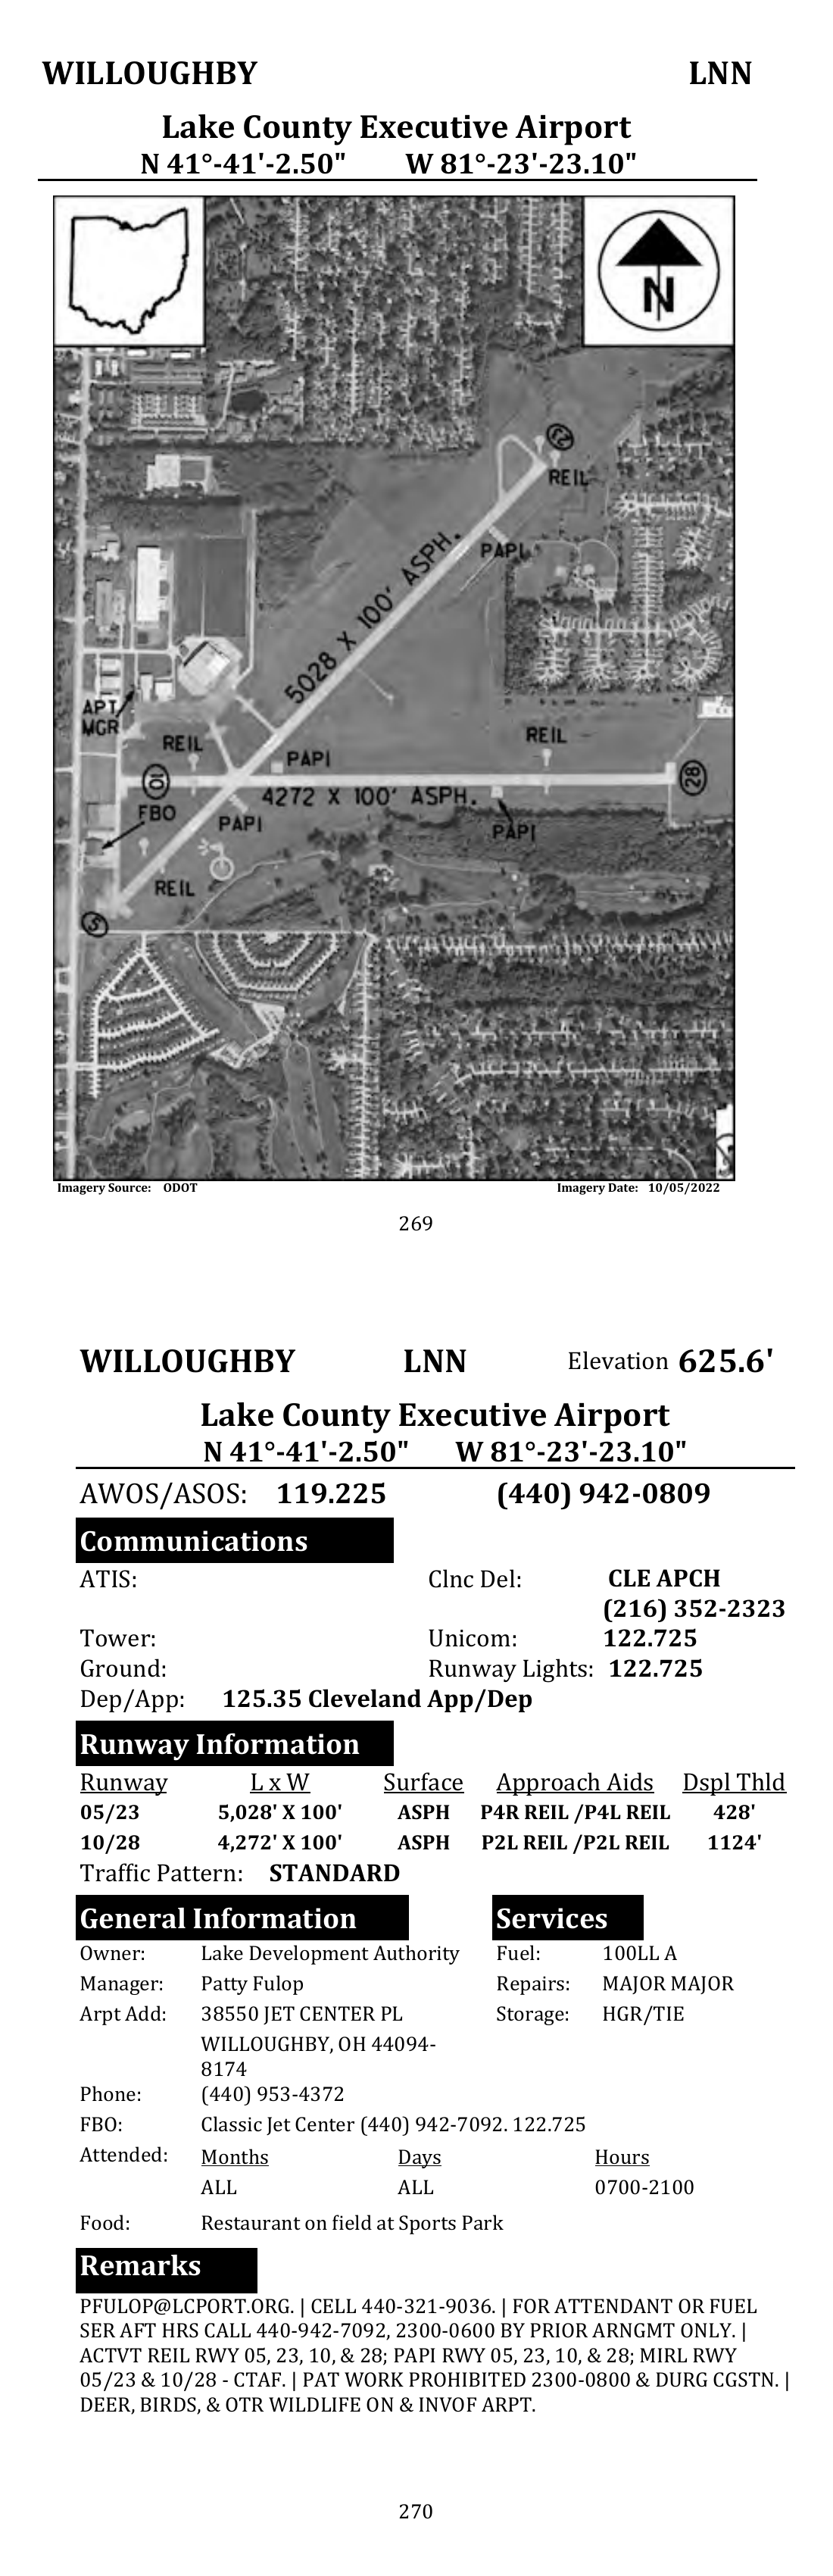 WILLOUGHBY LNN
Lake County Executive Airport
N 41°-41'-2.50" W 81°-23'-23.10"
N
23
REIL
PAPI
5028 X 100' ASPH.
APT
MGR
REIL
REIL
PAPI
10
28
4272 X 100' ASPH.
FBO
PAPI
PAPI
REIL
5
Imagery Source: ODOT Imagery Date: 10/05/2022
269
WILLOUGHBY LNN Elevation 625.6'
Lake County Executive Airport
N 41°-41'-2.50" W 81°-23'-23.10"
AWOS/ASOS: 119.225 (440) 942-0809
Communications
ATIS: Clnc Del: CLE APCH
(216) 352-2323
Tower: Unicom: 122.725
Ground: Runway Lights: 122.725
Dep/App: 125.35 Cleveland App/Dep
Runway Information
Runway L x W Surface Approach Aids Dspl Thld
05/23 5,028' X 100' ASPH P4R REIL /P4L REIL 428'
10/28 4,272' X 100' ASPH P2L REIL /P2L REIL 1124'
Traffic Pattern: STANDARD
General Information Services
Owner: Lake Development Authority Fuel: 100LL A
Manager: Patty Fulop Repairs: MAJOR MAJOR
Arpt Add: 38550 JET CENTER PL Storage: HGR/TIE
WILLOUGHBY, OH 44094-
8174
Phone: (440) 953-4372
FBO: Classic Jet Center (440) 942-7092. 122.725
Attended: Months Days Hours
ALL ALL 0700-2100
Food: Restaurant on field at Sports Park
Remarks
PFULOP@LCPORT.ORG. | CELL 440-321-9036. | FOR ATTENDANT OR FUEL
SER AFT HRS CALL 440-942-7092, 2300-0600 BY PRIOR ARNGMT ONLY. |
ACTVT REIL RWY 05, 23, 10, & 28; PAPI RWY 05, 23, 10, & 28; MIRL RWY
05/23 & 10/28 - CTAF. | PAT WORK PROHIBITED 2300-0800 & DURG CGSTN. |
DEER, BIRDS, & OTR WILDLIFE ON & INVOF ARPT.
270